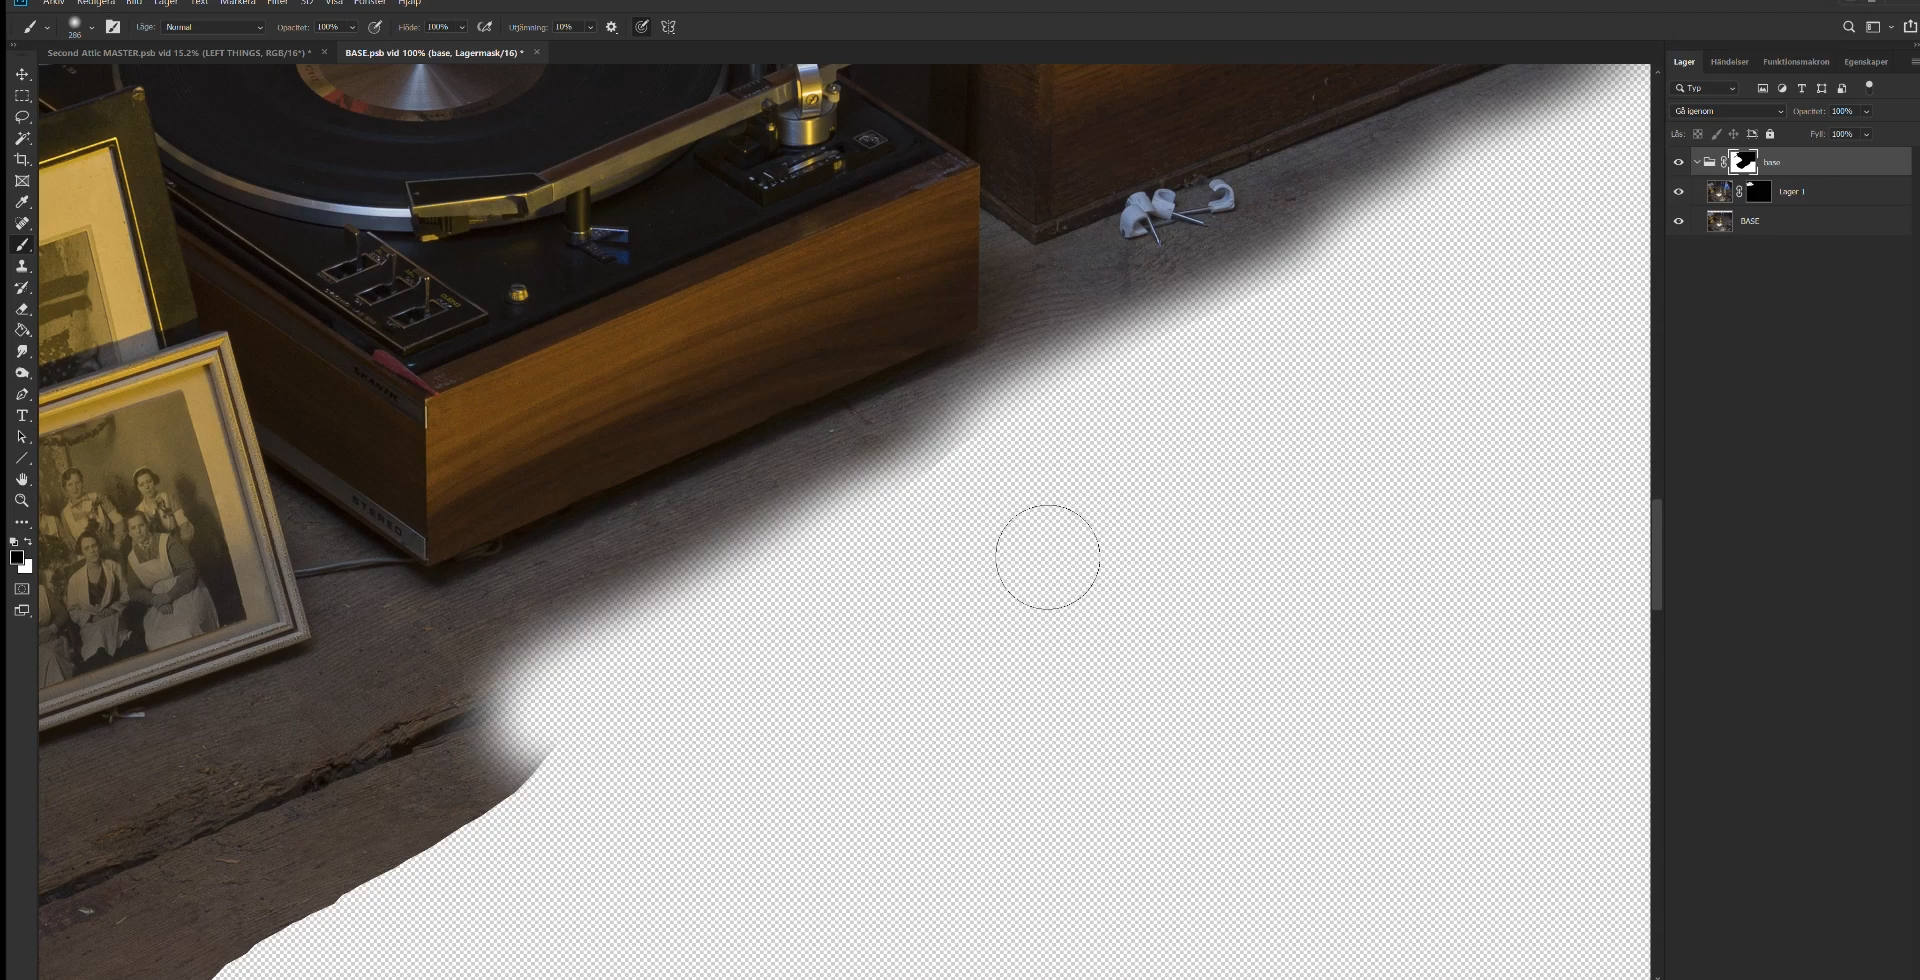 Arkiv Redigera Bild Lager Text Markera Filter 3D Visa Fönster Hjälp
286 Läge: Normal Opacitet: 100% Flöde: 100% Utjämning: 10%
Second Attic MASTER.psb vid 15.2% (LEFT THINGS, RGB/16*) * BASE.psb vid 100% (base, Lagermask/16) *
Lager Händelser Funktionsmakron Egenskaper
Typ
Gå igenom Opacitet: 100%
Lås: Fyll: 100%
base
Lager 1
BASE
STEREO